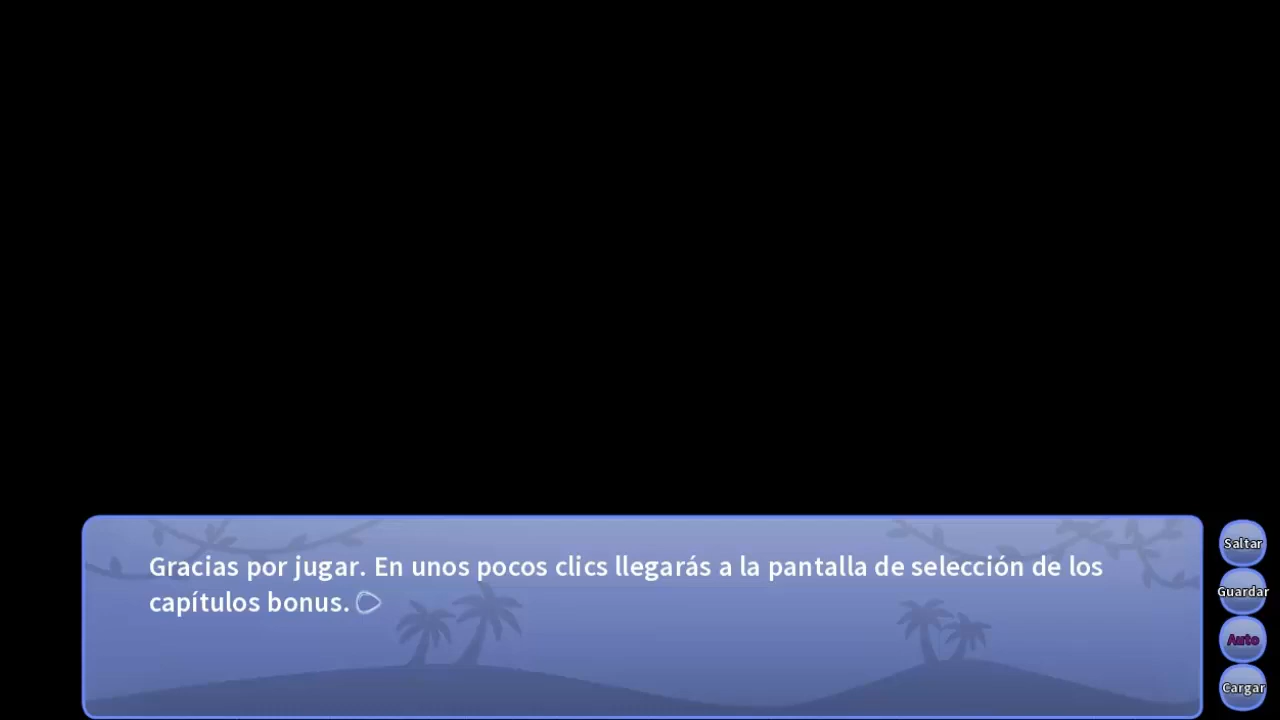 Gracias por jugar. En unos pocos clics llegarás a la pantalla de selección de los
capítulos bonus.
Saltar
Guardar
Auto
Cargar